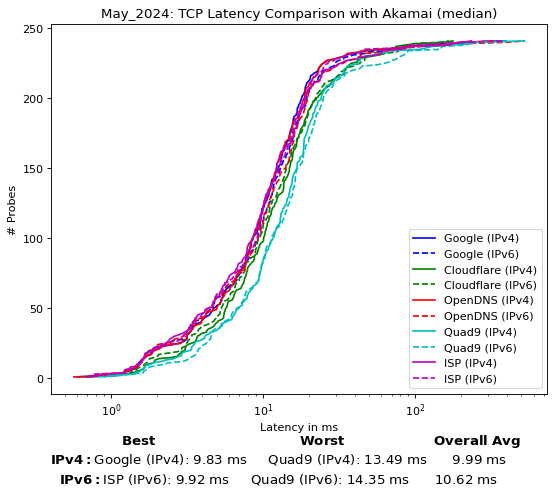 May_2024: TCP Latency Comparison with Akamai (median)
250
200
150
100
50
0
# Probes
Google (IPv4)
Google (IPv6)
Cloudflare (IPv4)
Cloudflare (IPv6)
OpenDNS (IPv4)
OpenDNS (IPv6)
Quad9 (IPv4)
Quad9 (IPv6)
ISP (IPv4)
ISP (IPv6)
10⁰ 10¹ 10²
Latency in ms
Best Worst Overall Avg
IPv4: Google (IPv4): 9.83 ms Quad9 (IPv4): 13.49 ms 9.99 ms
IPv6: ISP (IPv6): 9.92 ms Quad9 (IPv6): 14.35 ms 10.62 ms